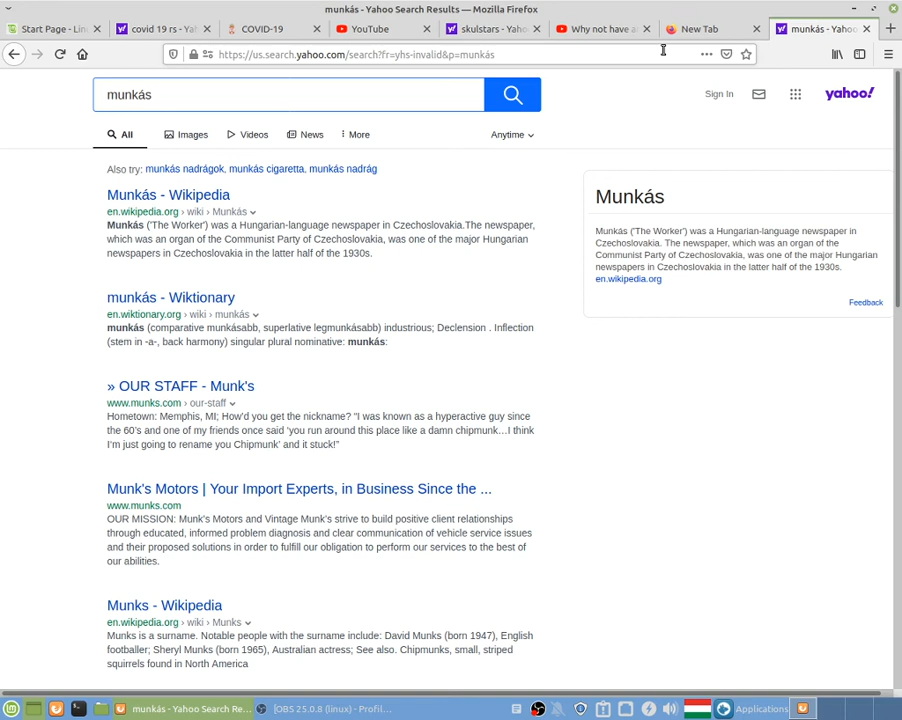 munkás - Yahoo Search Results — Mozilla Firefox
Start Page - Lin
covid 19 rs - Ya
COVID-19
YouTube
skulstars - Yaho
Why not have a
New Tab
munkás - Yahoo
https://us.search.yahoo.com/search?fr=yhs-invalid&p=munkás
munkás
Sign In
yahoo!
All
Images
Videos
News
More
Anytime
Also try: munkás nadrágok, munkás cigaretta, munkás nadrág
Munkás - Wikipedia
en.wikipedia.org › wiki › Munkás
Munkás ('The Worker') was a Hungarian-language newspaper in Czechoslovakia.The newspaper,
which was an organ of the Communist Party of Czechoslovakia, was one of the major Hungarian
newspapers in Czechoslovakia in the latter half of the 1930s.
munkás - Wiktionary
en.wiktionary.org › wiki › munkás
munkás (comparative munkásabb, superlative legmunkásabb) industrious; Declension . Inflection
(stem in -a-, back harmony) singular plural nominative: munkás:
» OUR STAFF - Munk's
www.munks.com › our-staff
Hometown: Memphis, MI; How'd you get the nickname? "I was known as a hyperactive guy since
the 60's and one of my friends once said 'you run around this place like a damn chipmunk…I think
I'm just going to rename you Chipmunk' and it stuck!"
Munk's Motors | Your Import Experts, in Business Since the ...
www.munks.com
OUR MISSION: Munk's Motors and Vintage Munk's strive to build positive client relationships
through educated, informed problem diagnosis and clear communication of vehicle service issues
and their proposed solutions in order to fulfill our obligation to perform our services to the best of
our abilities.
Munks - Wikipedia
en.wikipedia.org › wiki › Munks
Munks is a surname. Notable people with the surname include: David Munks (born 1947), English
footballer; Sheryl Munks (born 1965), Australian actress; See also. Chipmunks, small, striped
squirrels found in North America
Munkás
Munkás ('The Worker') was a Hungarian-language newspaper in
Czechoslovakia. The newspaper, which was an organ of the
Communist Party of Czechoslovakia, was one of the major Hungarian
newspapers in Czechoslovakia in the latter half of the 1930s.
en.wikipedia.org
Feedback
munkás - Yahoo Search Re...
[OBS 25.0.8 (linux) - Profil...
Applications